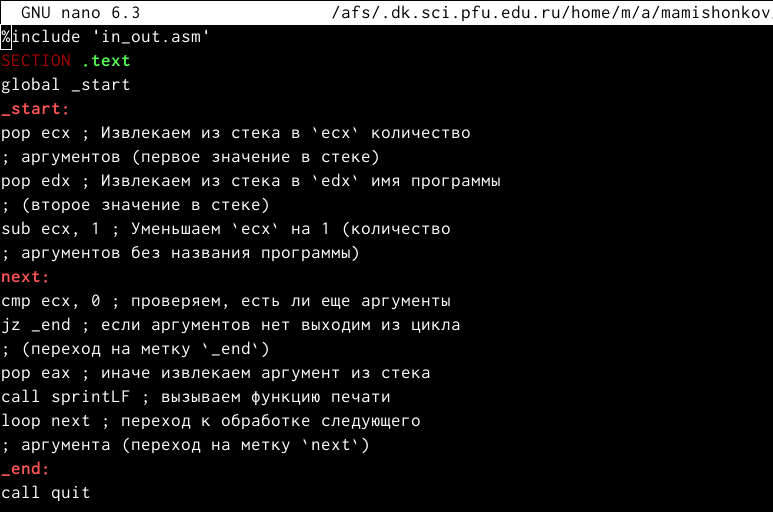 GNU nano 6.3 /afs/.dk.sci.pfu.edu.ru/home/m/a/mamishonkov
%include 'in_out.asm'
SECTION .text
global _start
_start:
pop ecx ; Извлекаем из стека в `ecx` количество
; аргументов (первое значение в стеке)
pop edx ; Извлекаем из стека в `edx` имя программы
; (второе значение в стеке)
sub ecx, 1 ; Уменьшаем `ecx` на 1 (количество
; аргументов без названия программы)
next:
cmp ecx, 0 ; проверяем, есть ли еще аргументы
jz _end ; если аргументов нет выходим из цикла
; (переход на метку `_end`)
pop eax ; иначе извлекаем аргумент из стека
call sprintLF ; вызываем функцию печати
loop next ; переход к обработке следующего
; аргумента (переход на метку `next`)
_end:
call quit